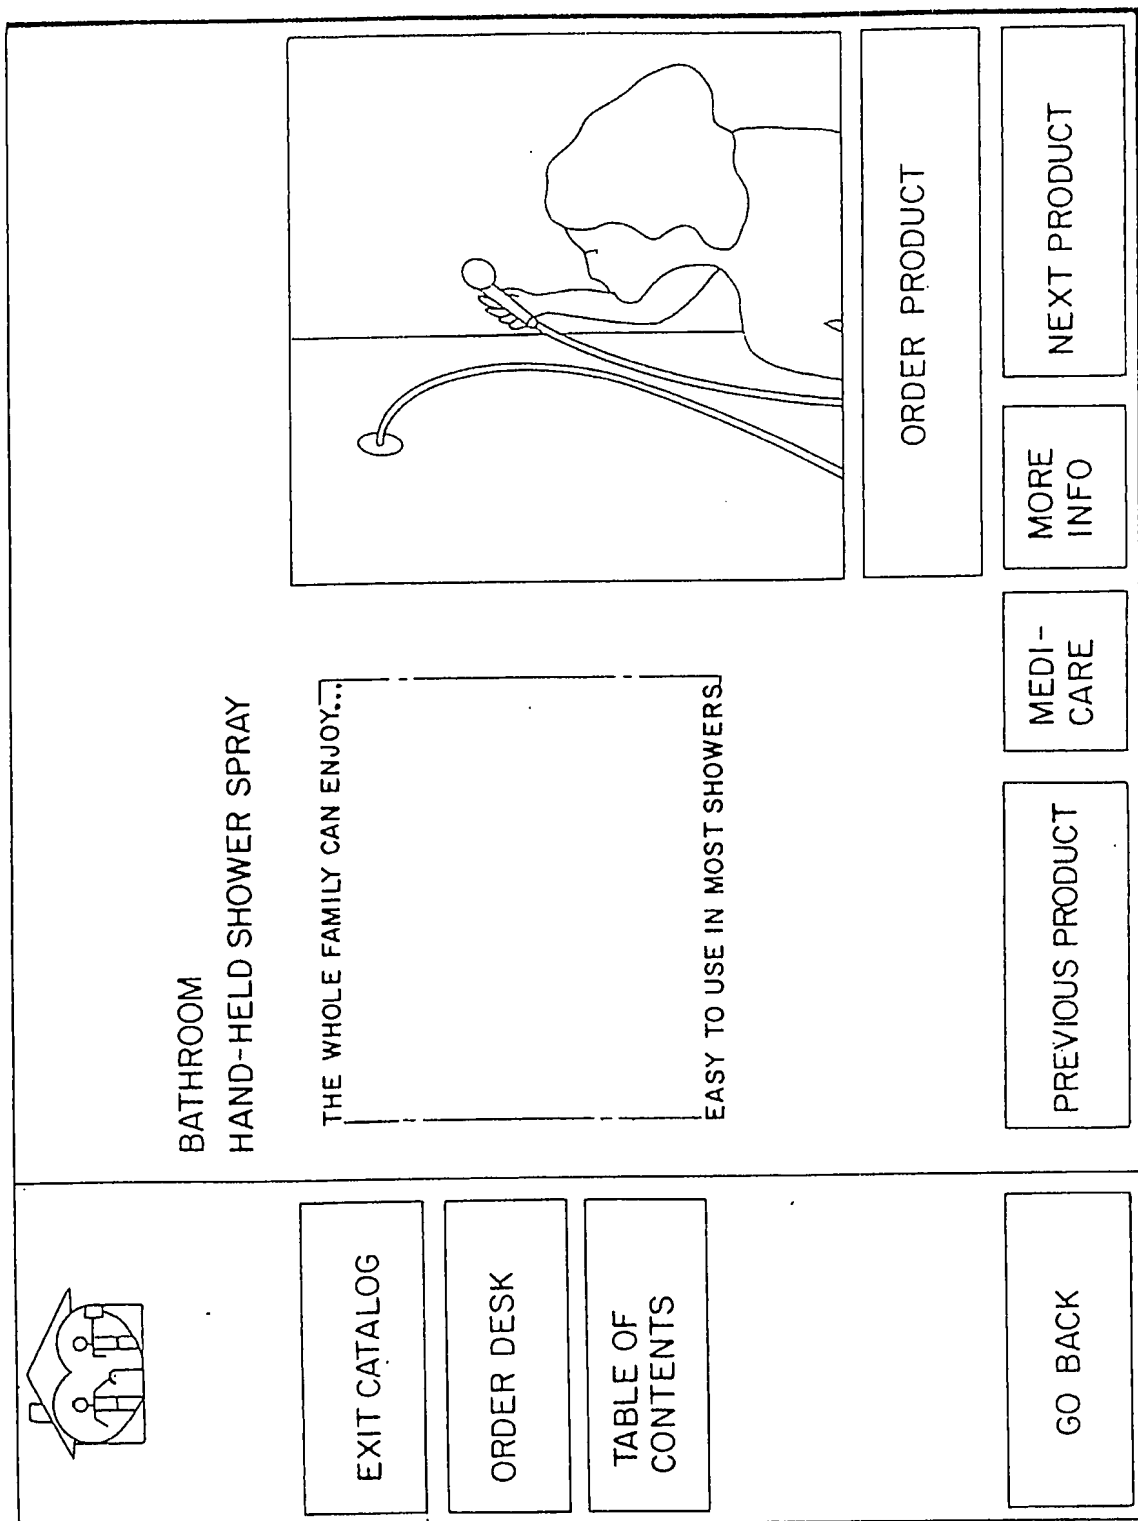 BATHROOM
HAND-HELD SHOWER SPRAY
THE WHOLE FAMILY CAN ENJOY...
EASY TO USE IN MOST SHOWERS
ORDER PRODUCT
EXIT CATALOG
ORDER DESK
TABLE OF
CONTENTS
GO BACK
PREVIOUS PRODUCT
MEDI-
CARE
MORE
INFO
NEXT PRODUCT